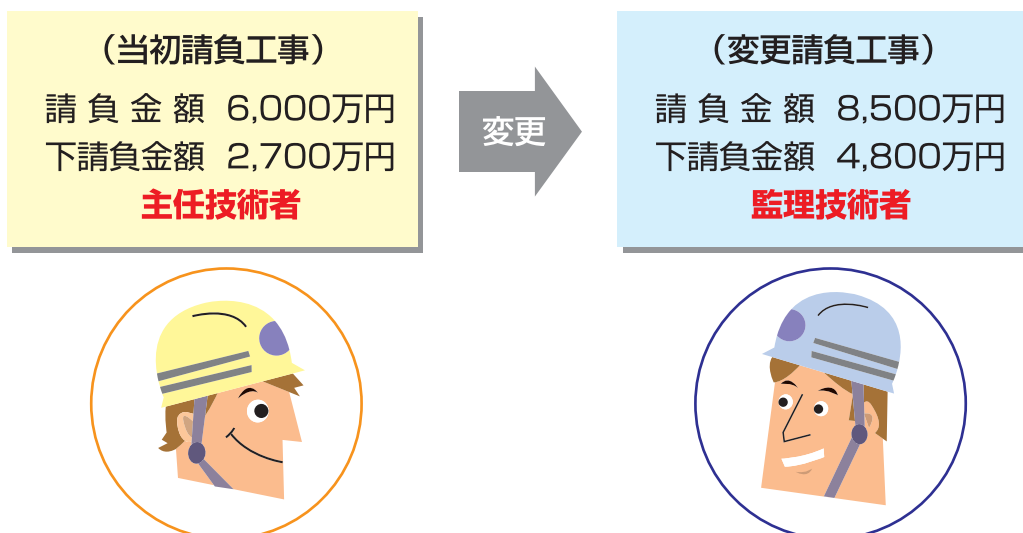 （当初請負工事）
請負金額 6,000万円
下請負金額 2,700万円
主任技術者
変更
（変更請負工事）
請負金額 8,500万円
下請負金額 4,800万円
監理技術者